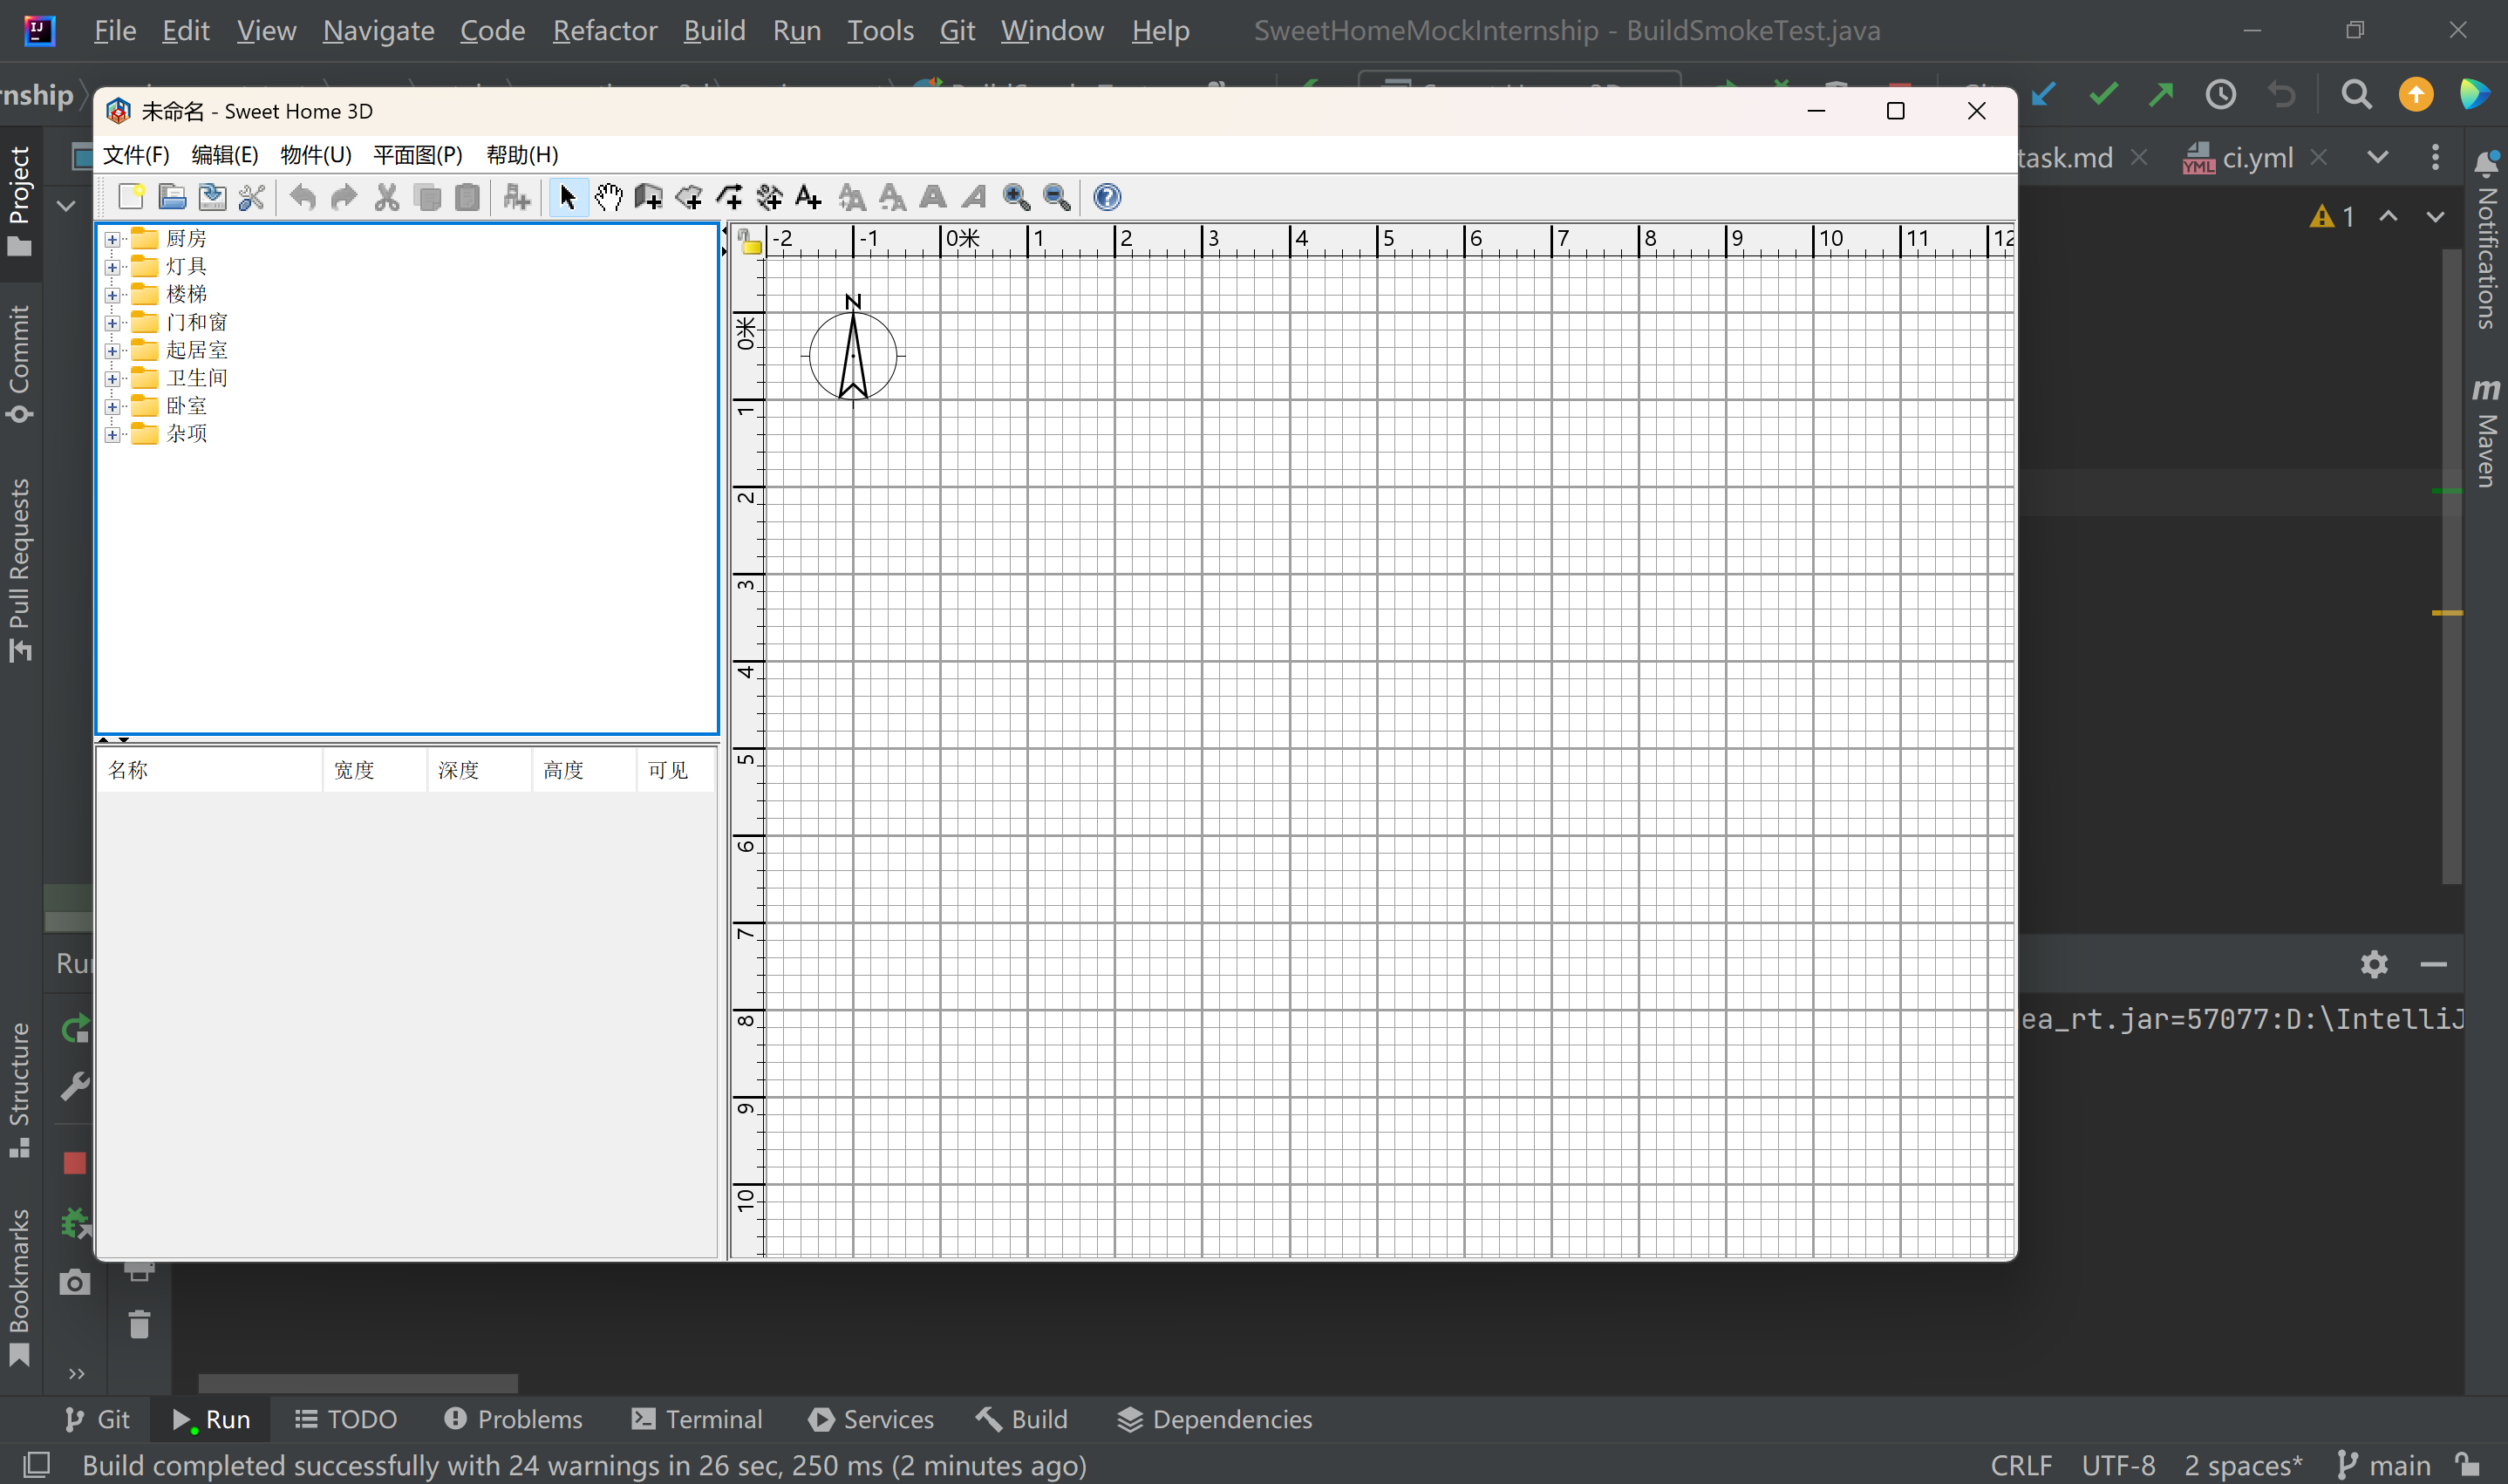 File Edit View Navigate Code Refactor Build Run Tools Git Window Help SweetHomeMockInternship - BuildSmokeTest.java
nship
未命名 - Sweet Home 3D
task.md ci.yml
文件(F) 编辑(E) 物件(U) 平面图(P) 帮助(H)
1
Project
Commit
Pull Requests
Structure
Bookmarks
Notifications
Maven
厨房
灯具
楼梯
门和窗
起居室
卫生间
卧室
杂项
-2 -1 0米 1 2 3 4 5 6 7 8 9 10 11 12
N
0米
1
2
3
4
5
6
7
8
9
10
名称 宽度 深度 高度 可见
Run
ea_rt.jar=57077:D:\IntelliJ
Git Run TODO Problems Terminal Services Build Dependencies
Build completed successfully with 24 warnings in 26 sec, 250 ms (2 minutes ago) CRLF UTF-8 2 spaces* main